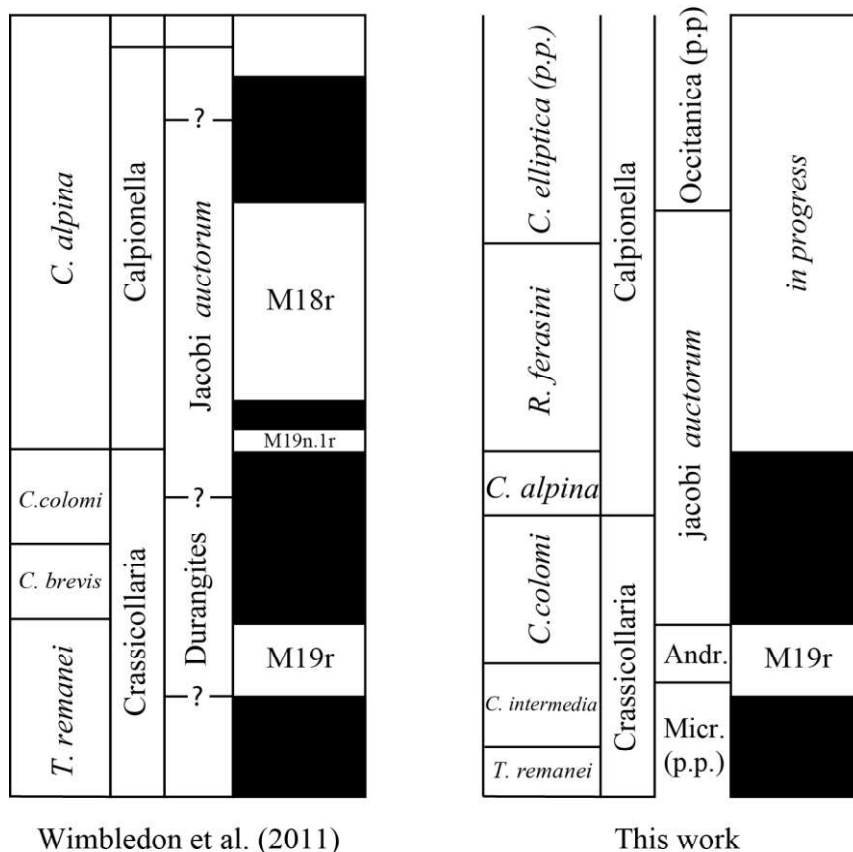 C. alpina
C.colomi
C. brevis
T. remanei
Calpionella
Crassicollaria
?
Jacobi auctorum
?
Durangites
?
M18r
M19n.1r
M19r
Wimbledon et al. (2011)
C. elliptica (p.p.)
R. ferasini
C. alpina
C.colomi
C. intermedia
T. remanei
Calpionella
Crassicollaria
Occitanica (p.p)
jacobi auctorum
Andr.
Micr.
(p.p.)
in progress
M19r
This work